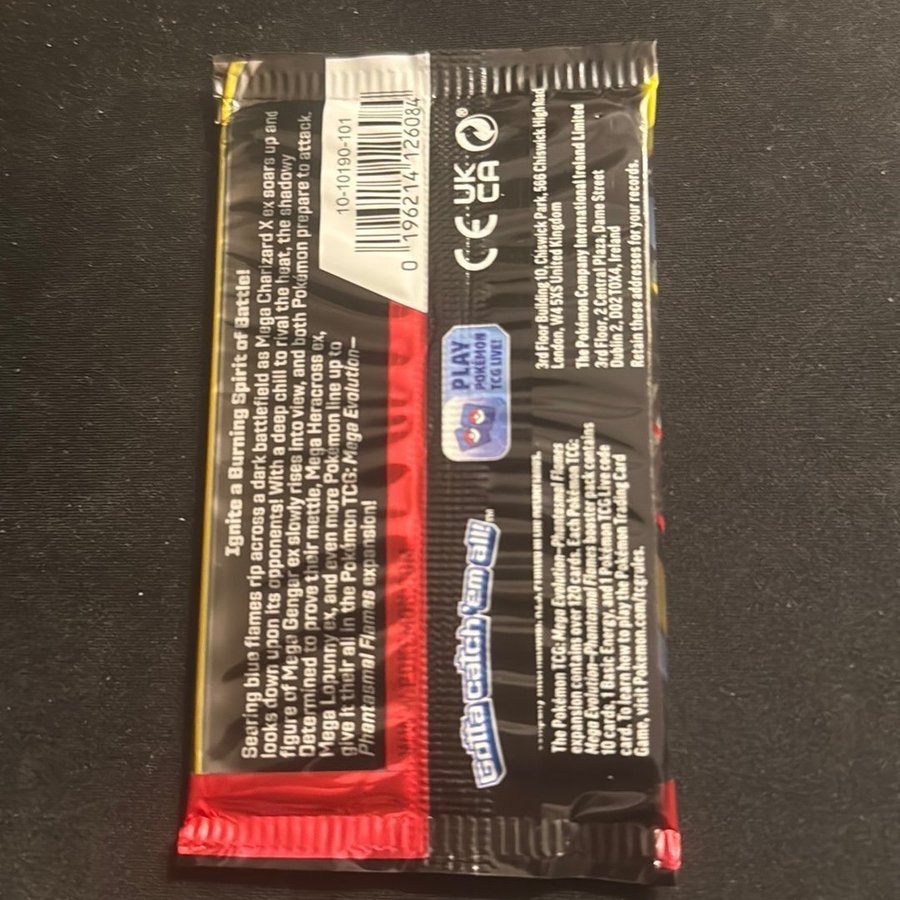 Ignite a Burning Spirit of Battle!
Searing blue flames rip across a dark battlefield as Mega Charizard X ex soars up and
looks down upon its opponents! With a deep chill to rival the heat, the shadowy
figure of Mega Gengar ex slowly rises into view, and both Pokémon prepare to attack.
Determined to prove their mettle, Mega Heracross ex,
Mega Lopunny ex, and even more Pokémon line up to
give it their all in the Pokémon TCG: Mega Evolution—
Phantasmal Flames expansion!
10-10190-101
0 196214 126084
CE UK CA
PLAY
POKÉMON
TCG LIVE!
Gotta catch 'em all!™
3rd Floor Building 10, Chiswick Park, 566 Chiswick High Road,
London, W4 5XS United Kingdom
The Pokémon Company International Ireland Limited
3rd Floor, 2 Central Plaza, Dame Street
Dublin 2, D02 T0X4, Ireland
Retain these addresses for your records.
The Pokémon TCG: Mega Evolution—Phantasmal Flames
expansion contains over 120 cards. Each Pokémon TCG:
Mega Evolution—Phantasmal Flames booster pack contains
10 cards, 1 Basic Energy, and 1 Pokémon TCG Live code
card. To learn how to play the Pokémon Trading Card
Game, visit Pokemon.com/tcgrules.